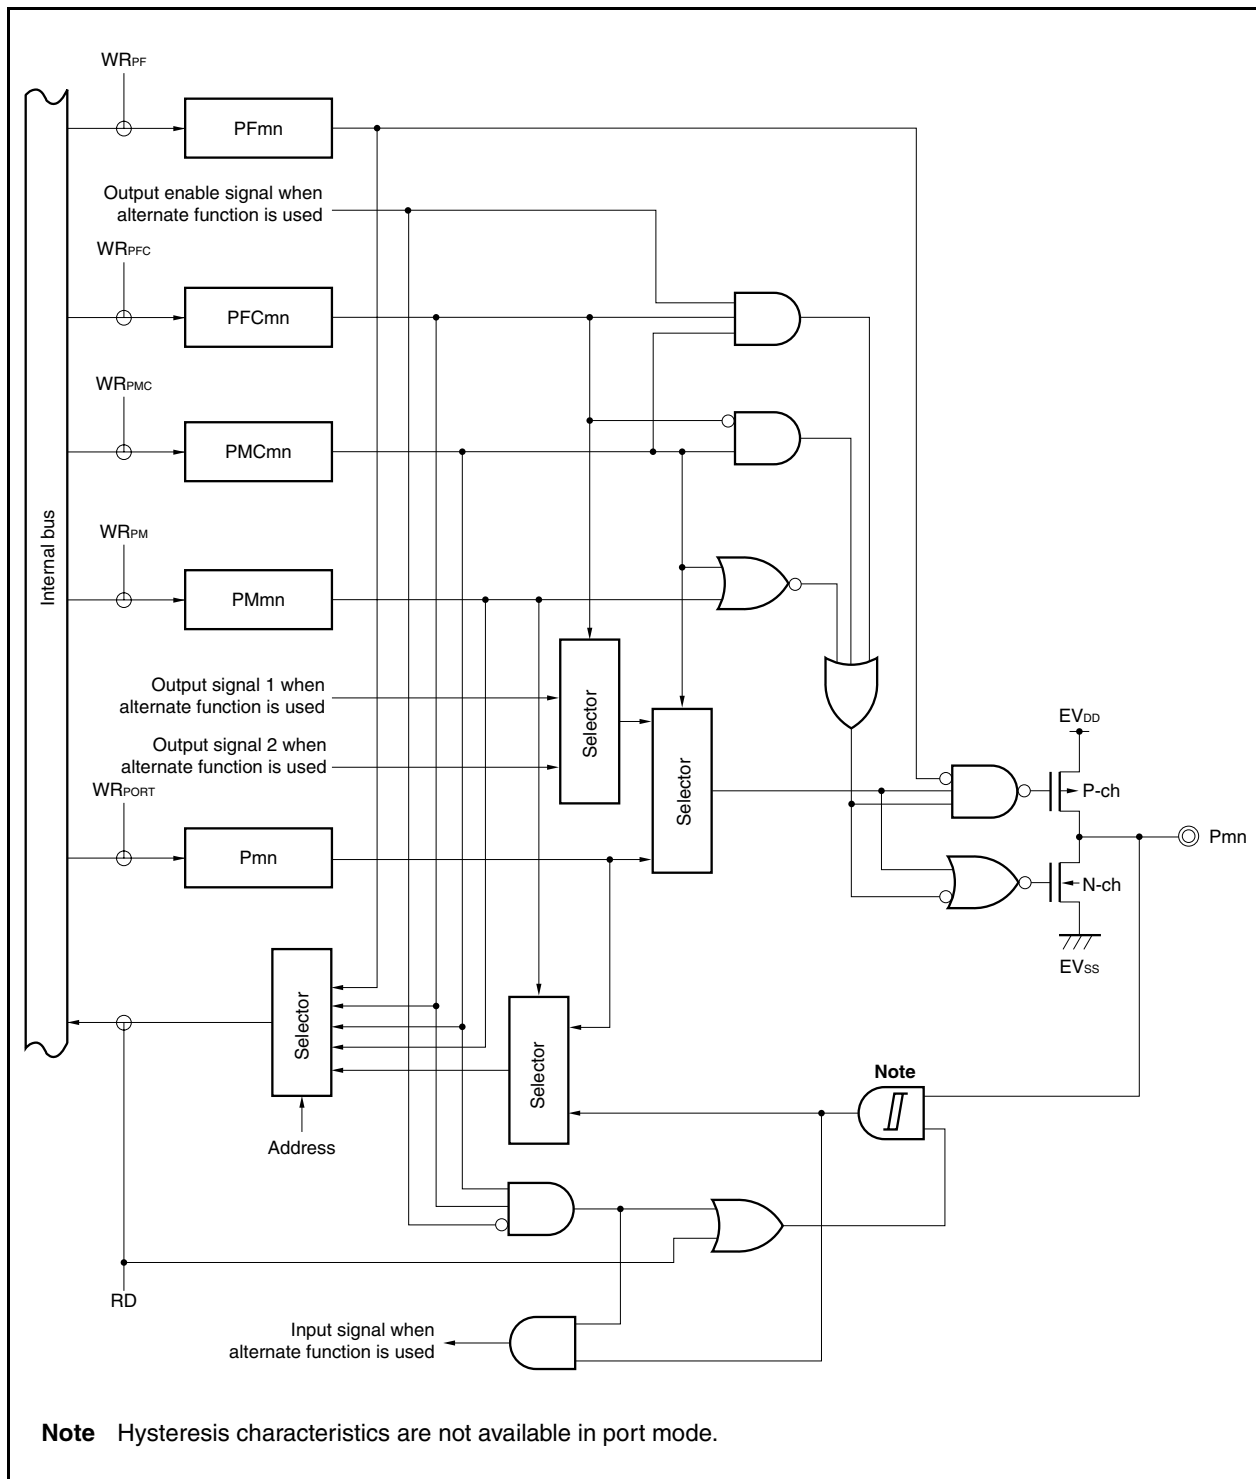 WRPF
PFmn
Output enable signal when
alternate function is used
WRPFC
PFCmn
WRPMC
PMCmn
Internal bus
WRPM
PMmn
Output signal 1 when
alternate function is used
Selector
Output signal 2 when
alternate function is used
Selector
EVDD
P-ch
WRPORT
Pmn
Pmn
N-ch
EVSS
Selector
Selector
Note
Address
RD
Input signal when
alternate function is used
Note Hysteresis characteristics are not available in port mode.